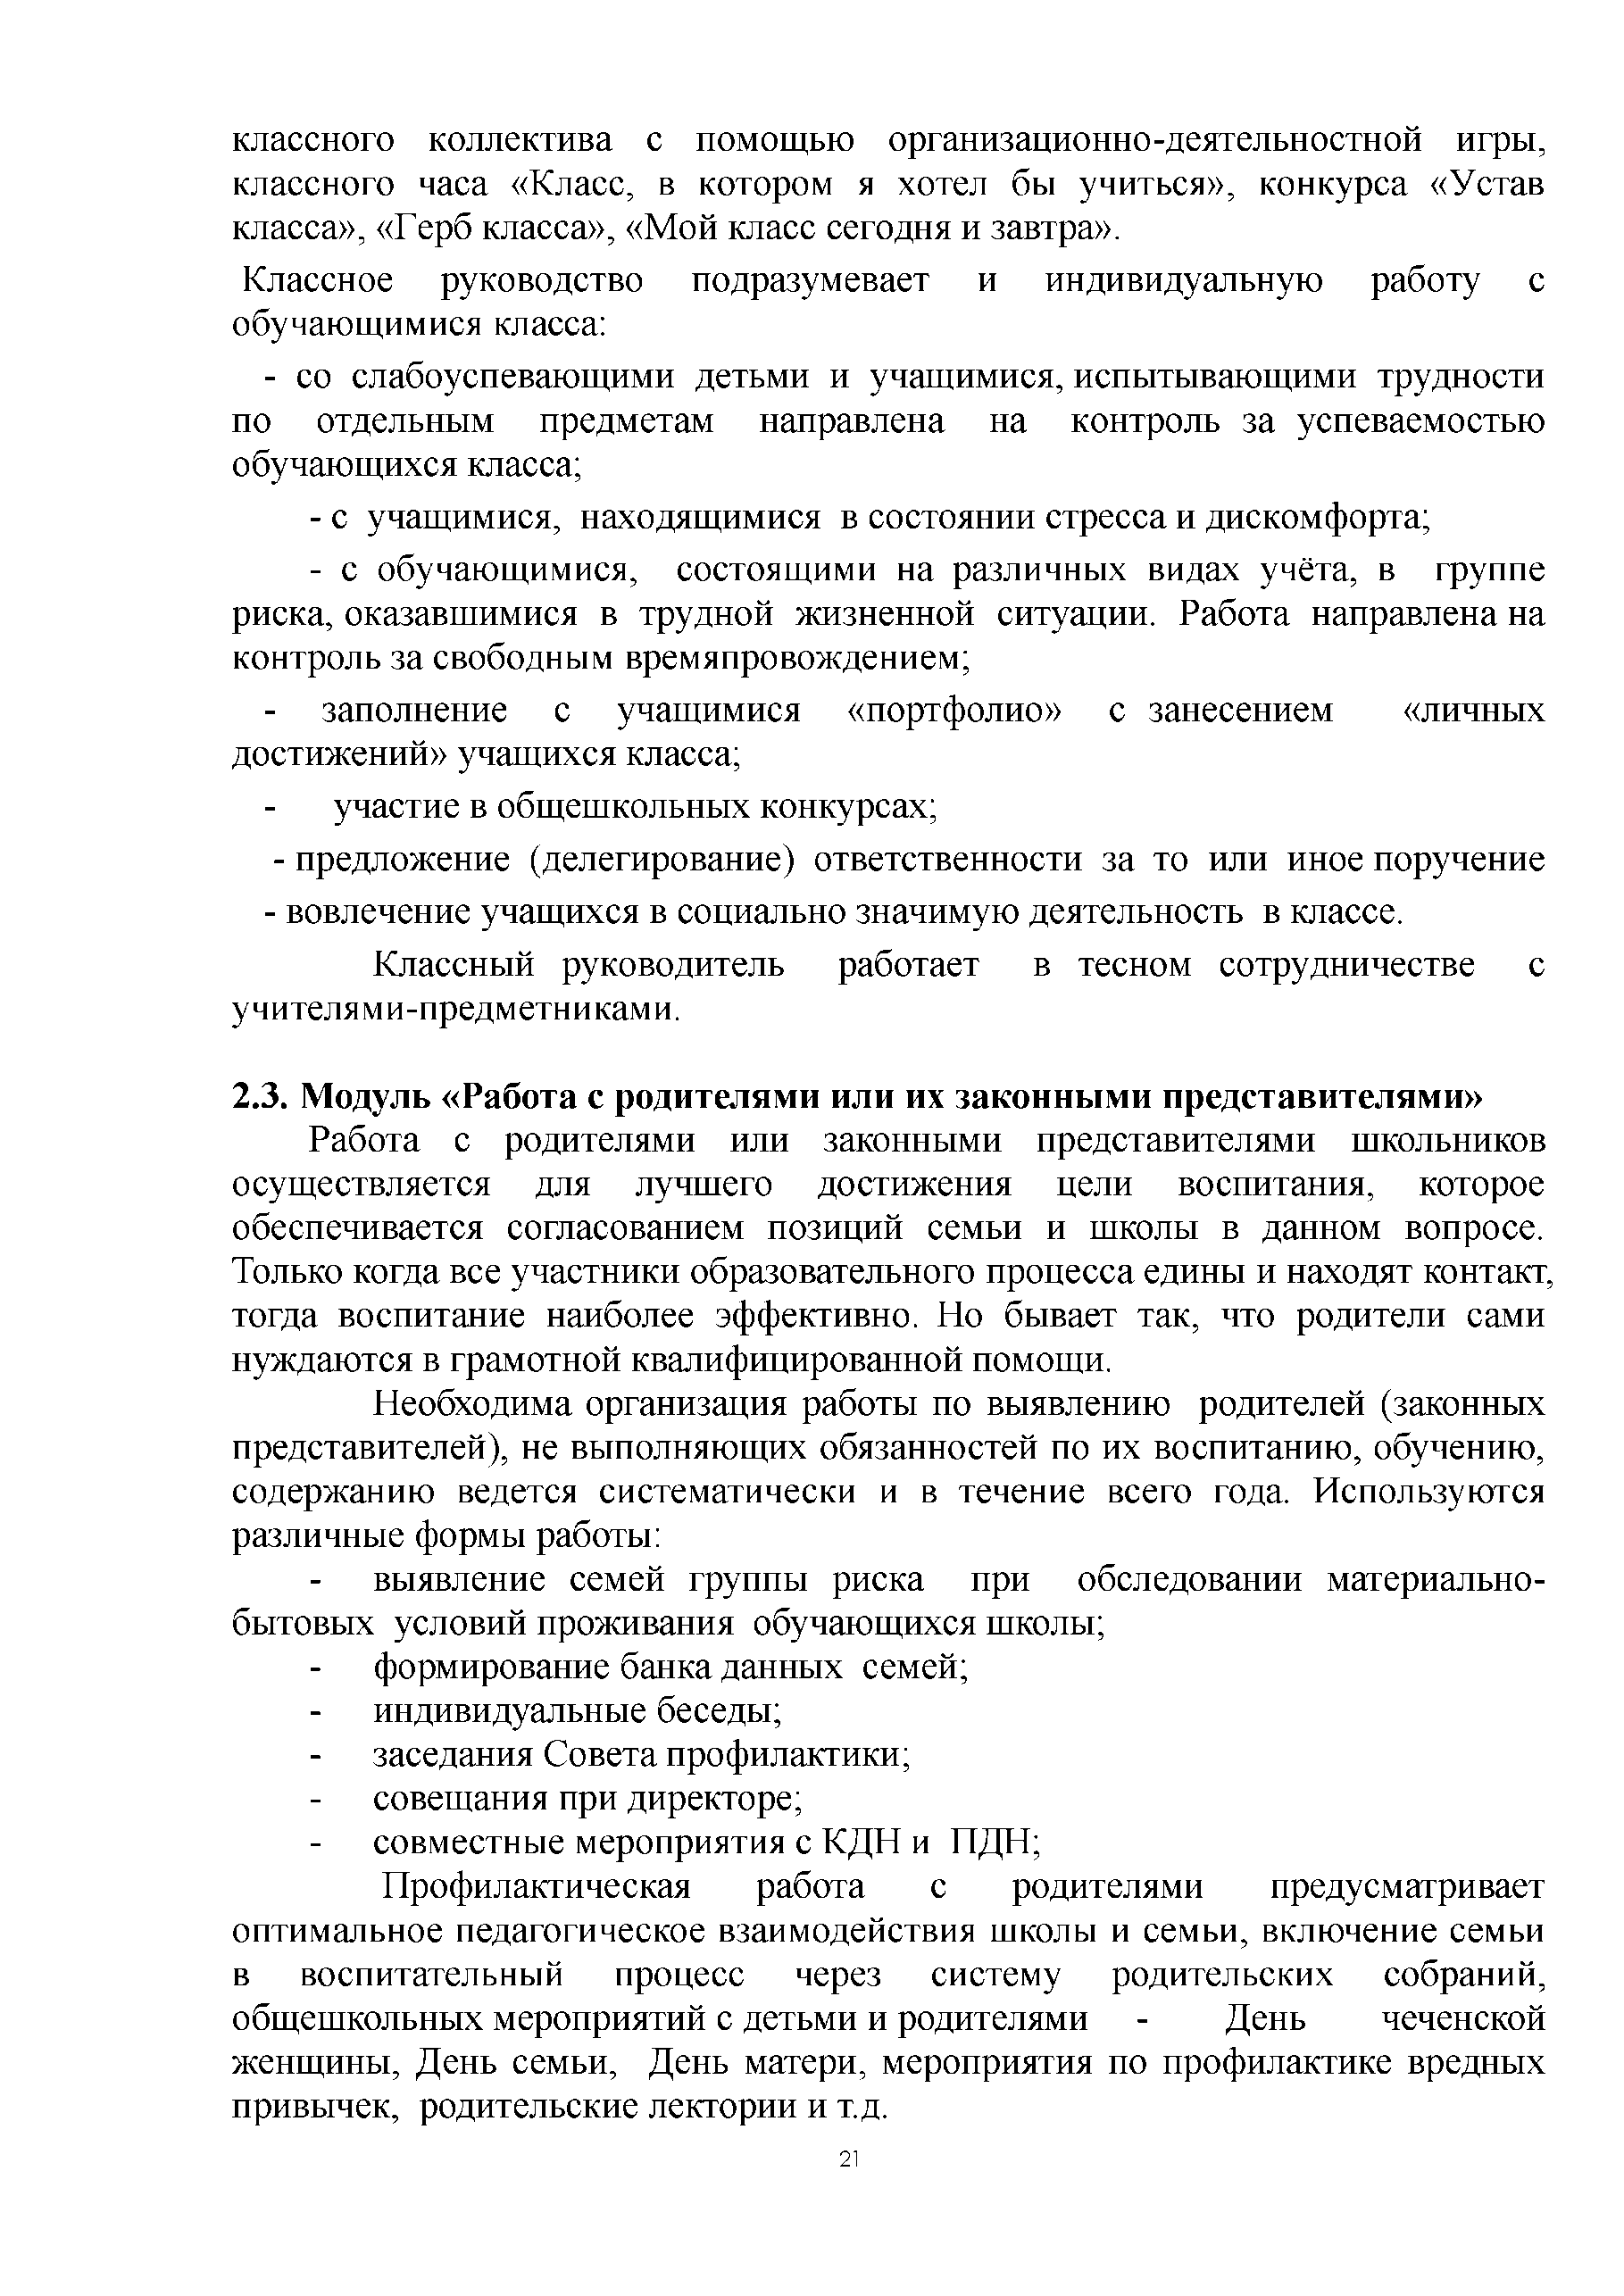 классного коллектива с помощью организационно-деятельностной игры,
классного часа «Класс, в котором я хотел бы учиться», конкурса «Устав
класса», «Герб класса», «Мой класс сегодня и завтра».
Классное руководство подразумевает и индивидуальную работу с
обучающимися класса:
- со слабоуспевающими детьми и учащимися, испытывающими трудности
по отдельным предметам направлена на контроль за успеваемостью
обучающихся класса;
- с учащимися, находящимися в состоянии стресса и дискомфорта;
- с обучающимися, состоящими на различных видах учёта, в группе
риска, оказавшимися в трудной жизненной ситуации. Работа направлена на
контроль за свободным времяпровождением;
- заполнение с учащимися «портфолио» с занесением «личных
достижений» учащихся класса;
- участие в общешкольных конкурсах;
- предложение (делегирование) ответственности за то или иное поручение
- вовлечение учащихся в социально значимую деятельность в классе.
Классный руководитель работает в тесном сотрудничестве с
учителями-предметниками.
2.3. Модуль «Работа с родителями или их законными представителями»
Работа с родителями или законными представителями школьников
осуществляется для лучшего достижения цели воспитания, которое
обеспечивается согласованием позиций семьи и школы в данном вопросе.
Только когда все участники образовательного процесса едины и находят контакт,
тогда воспитание наиболее эффективно. Но бывает так, что родители сами
нуждаются в грамотной квалифицированной помощи.
Необходима организация работы по выявлению родителей (законных
представителей), не выполняющих обязанностей по их воспитанию, обучению,
содержанию ведется систематически и в течение всего года. Используются
различные формы работы:
- выявление семей группы риска при обследовании материально-
бытовых условий проживания обучающихся школы;
- формирование банка данных семей;
- индивидуальные беседы;
- заседания Совета профилактики;
- совещания при директоре;
- совместные мероприятия с КДН и ПДН;
Профилактическая работа с родителями предусматривает
оптимальное педагогическое взаимодействия школы и семьи, включение семьи
в воспитательный процесс через систему родительских собраний,
общешкольных мероприятий с детьми и родителями - День чеченской
женщины, День семьи, День матери, мероприятия по профилактике вредных
привычек, родительские лектории и т.д.
21